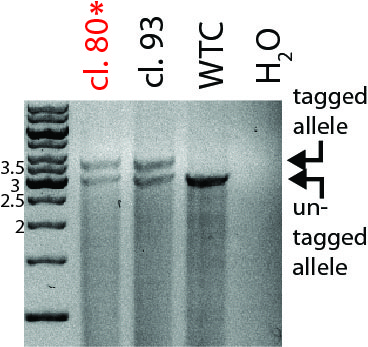 cl. 80*
cl. 93
WTC
H2O
tagged
allele
3.5
3
2.5
2
un-
tagged
allele